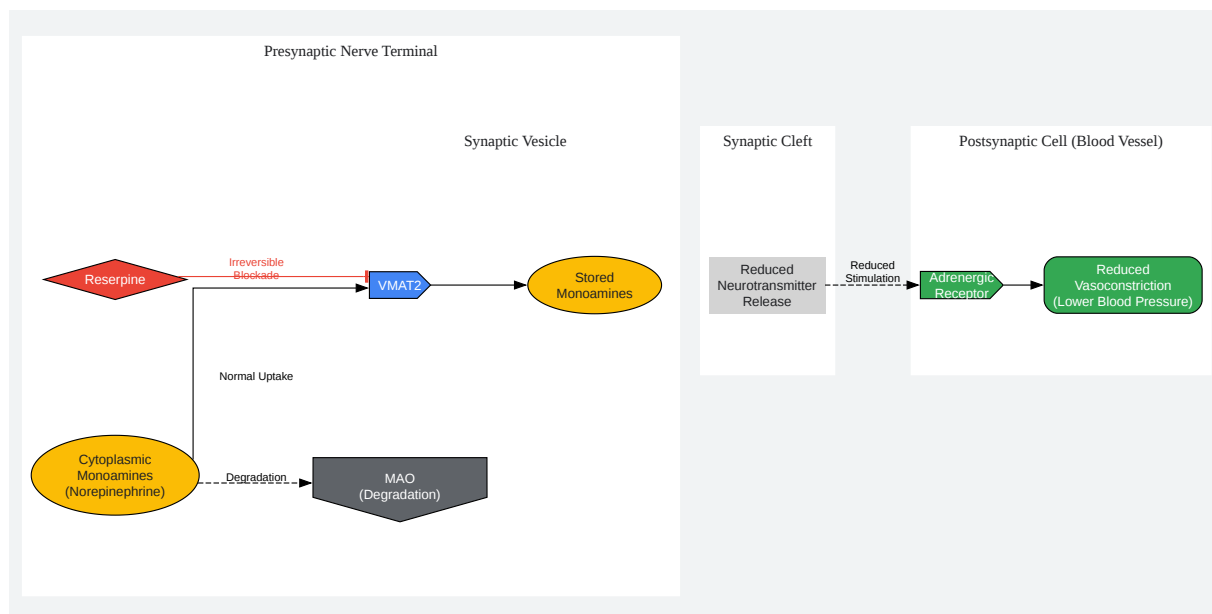 Presynaptic Nerve Terminal
Synaptic Vesicle
Synaptic Cleft
Postsynaptic Cell (Blood Vessel)
Reserpine
Irreversible
Blockade
VMAT2
Stored
Monoamines
Reduced
Neurotransmitter
Release
Reduced
Stimulation
Adrenergic
Receptor
Reduced
Vasoconstriction
(Lower Blood Pressure)
Normal Uptake
Cytoplasmic
Monoamines
(Norepinephrine)
Degradation
MAO
(Degradation)